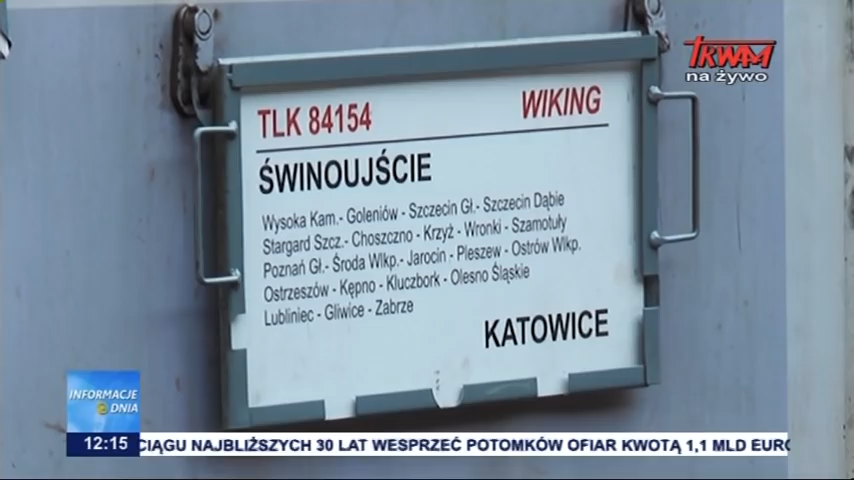 TRWAM
na żywo
TLK 84154 WIKING
ŚWINOUJŚCIE
Wysoka Kam.- Goleniów - Szczecin Gł.- Szczecin Dąbie
Stargard Szcz.- Choszczno - Krzyż - Wronki - Szamotuły
Poznań Gł.- Środa Wlkp.- Jarocin - Pleszew - Ostrów Wlkp.
Ostrzeszów - Kępno - Kluczbork - Olesno Śląskie
Lubliniec - Gliwice - Zabrze
KATOWICE
INFORMACJE
DNIA
12:15 CIĄGU NAJBLIŻSZYCH 30 LAT WESPRZEĆ POTOMKÓW OFIAR KWOTĄ 1,1 MLD EURO